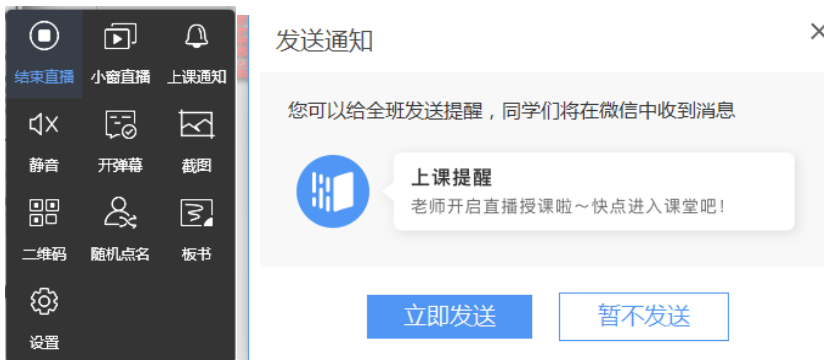 结束直播 小窗直播 上课通知
静音 开弹幕 截图
二维码 随机点名 板书
设置
发送通知
您可以给全班发送提醒，同学们将在微信中收到消息
上课提醒
老师开启直播授课啦～快点进入课堂吧！
立即发送 暂不发送